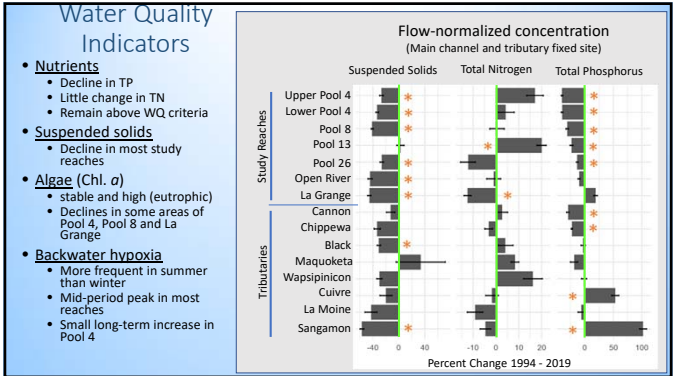 Water Quality
Indicators
• Nutrients
• Decline in TP
• Little change in TN
• Remain above WQ criteria
• Suspended solids
• Decline in most study
reaches
• Algae (Chl. a)
• stable and high (eutrophic)
• Declines in some areas of
Pool 4, Pool 8 and La
Grange
• Backwater hypoxia
• More frequent in summer
than winter
• Mid-period peak in most
reaches
• Small long-term increase in
Pool 4
Flow-normalized concentration
(Main channel and tributary fixed site)
Suspended Solids Total Nitrogen Total Phosphorus
Study Reaches
Upper Pool 4 * *
Lower Pool 4 * *
Pool 8 * *
Pool 13 * *
Pool 26 * *
Open River *
La Grange * *
Tributaries
Cannon *
Chippewa *
Black *
Maquoketa
Wapsipinicon
Cuivre *
La Moine
Sangamon * *
-40 0 40 -10 0 10 20 0 50 100
Percent Change 1994 - 2019